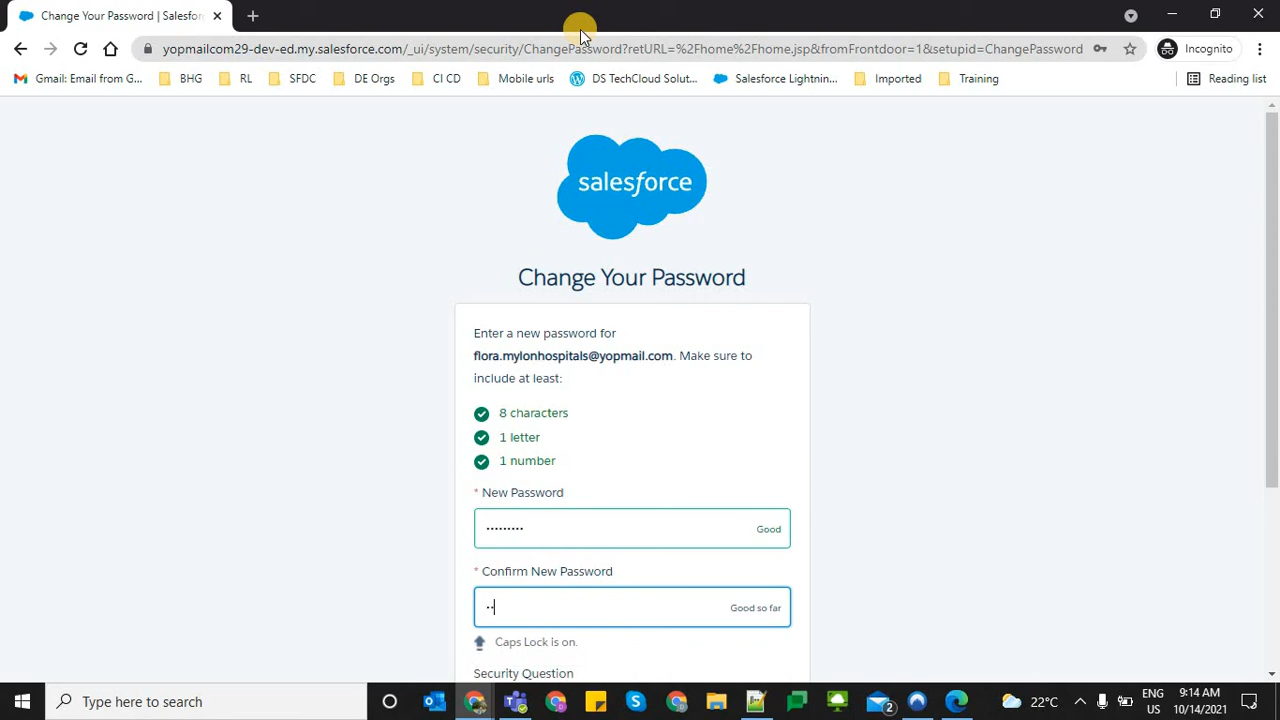 Change Your Password | Salesfor
yopmailcom29-dev-ed.my.salesforce.com/_ui/system/security/ChangePassword?retURL=%2Fhome%2Fhome.jsp&fromFrontdoor=1&setupid=ChangePassword
Incognito
Gmail: Email from G...
BHG
RL
SFDC
DE Orgs
CI CD
Mobile urls
DS TechCloud Solut...
Salesforce Lightnin...
Imported
Training
Reading list
salesforce
Change Your Password
Enter a new password for
flora.mylonhospitals@yopmail.com. Make sure to
include at least:
8 characters
1 letter
1 number
* New Password
Good
* Confirm New Password
Good so far
Caps Lock is on.
Security Question
Type here to search
2
22°C
ENG
US
9:14 AM
10/14/2021